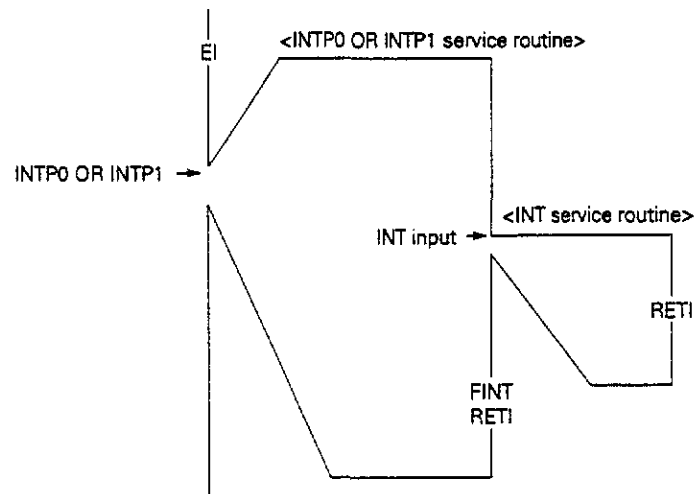 <INTP0 OR INTP1 service routine>
EI
INTP0 OR INTP1
<INT service routine>
INT input
RETI
FINT
RETI